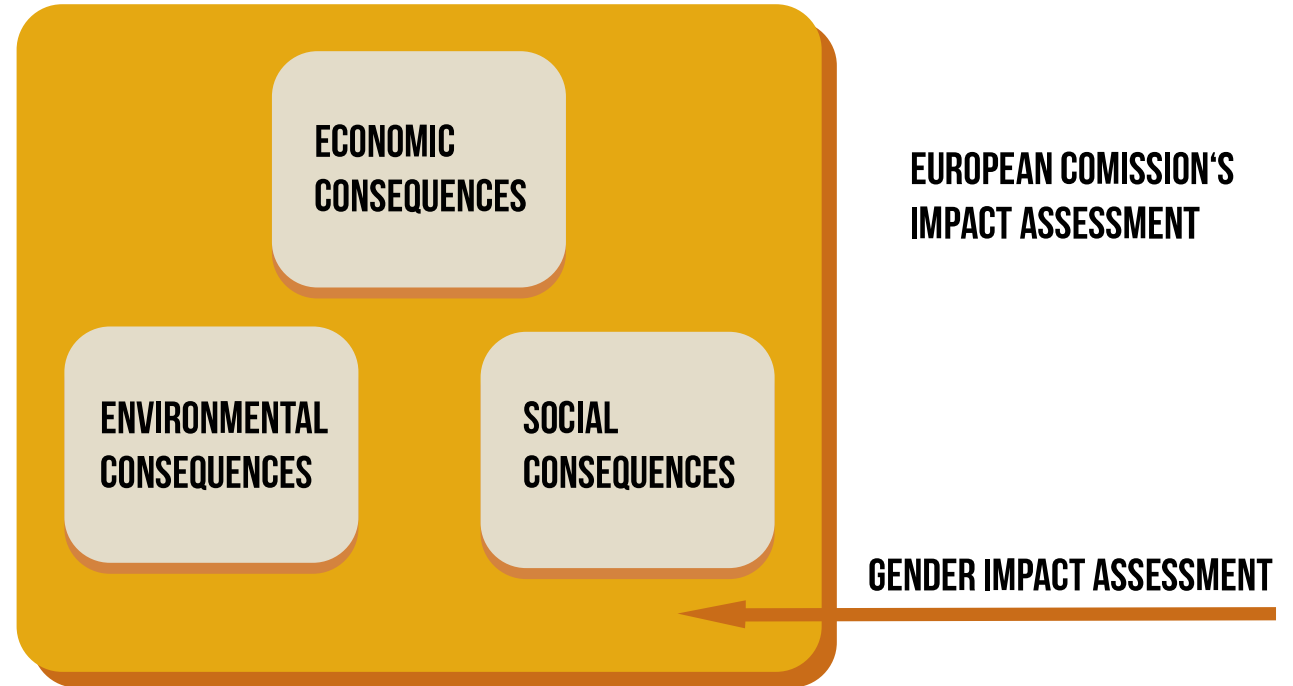 ECONOMIC
CONSEQUENCES
EUROPEAN COMISSION‘S
IMPACT ASSESSMENT
ENVIRONMENTAL
CONSEQUENCES
SOCIAL
CONSEQUENCES
GENDER IMPACT ASSESSMENT